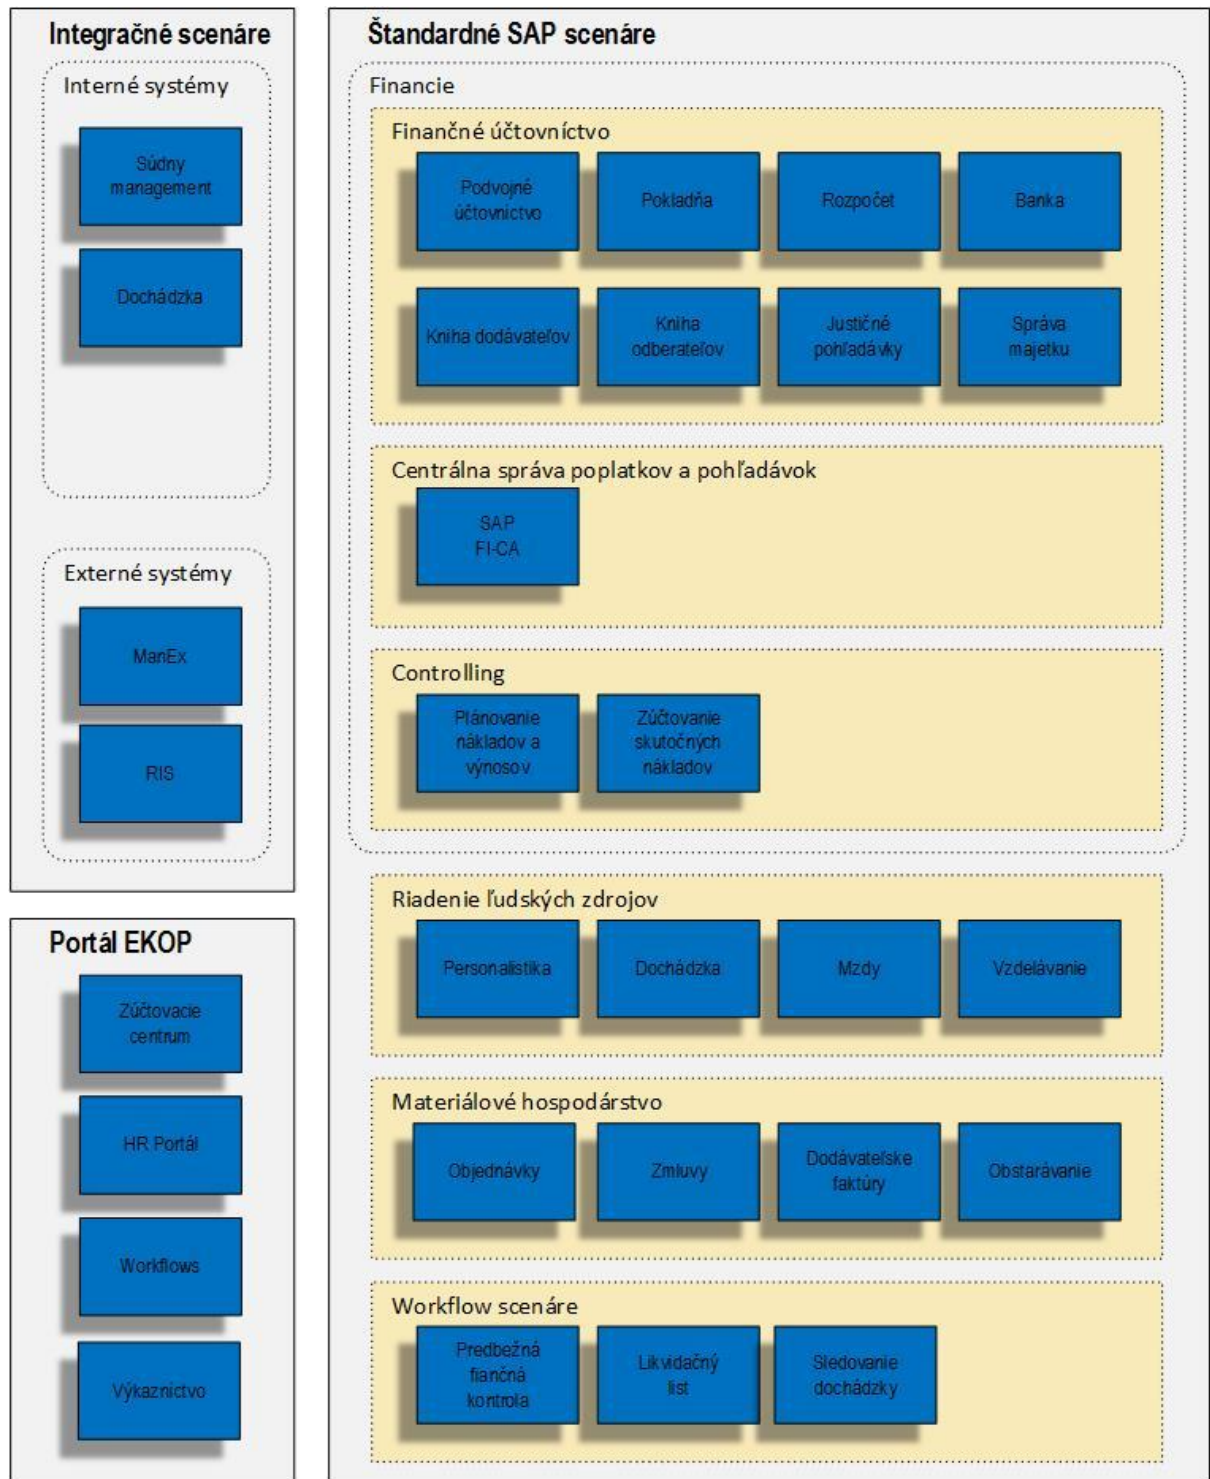 Integračné scenáre
Interné systémy
Súdny
management
Dochádzka
Externé systémy
ManEx
RIS
Portál EKOP
Zúčtovacie
centrum
HR Portál
Workflows
Výkazníctvo
Štandardné SAP scenáre
Financie
Finančné účtovníctvo
Podvojné
účtovníctvo
Pokladňa
Rozpočet
Banka
Kniha dodávateľov
Kniha
odberateľov
Justičné
pohľadávky
Správa
majetku
Centrálna správa poplatkov a pohľadávok
SAP
FI-CA
Controlling
Plánovanie
nákladov a
výnosov
Zúčtovanie
skutočných
nákladov
Riadenie ľudských zdrojov
Personalistika
Dochádzka
Mzdy
Vzdelávanie
Materiálové hospodárstvo
Objednávky
Zmluvy
Dodávateľske
faktúry
Obstarávanie
Workflow scenáre
Predbežná
fiančná
kontrola
Likvidačný
list
Sledovanie
dochádzky